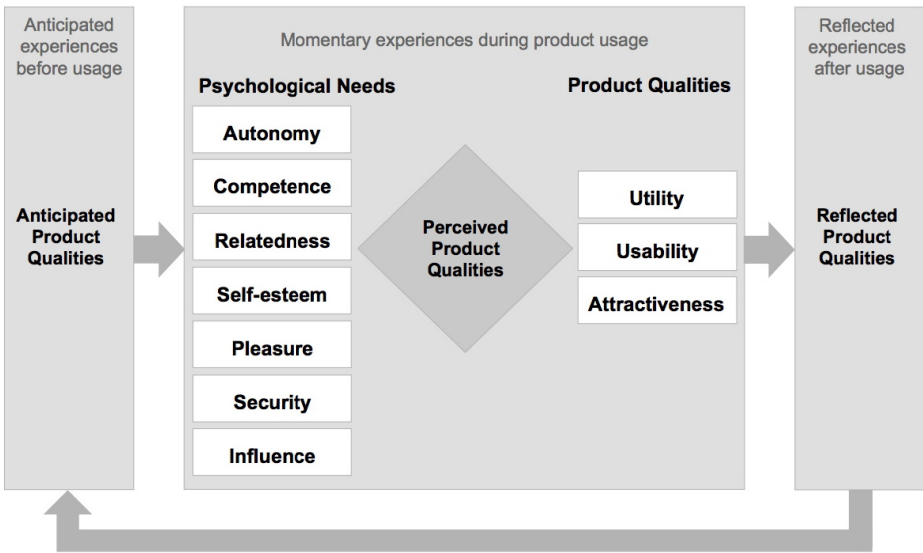 Anticipated
experiences
before usage
Anticipated
Product
Qualities
Momentary experiences during product usage
Psychological Needs
Autonomy
Competence
Relatedness
Self-esteem
Pleasure
Security
Influence
Perceived
Product
Qualities
Product Qualities
Utility
Usability
Attractiveness
Reflected
experiences
after usage
Reflected
Product
Qualities